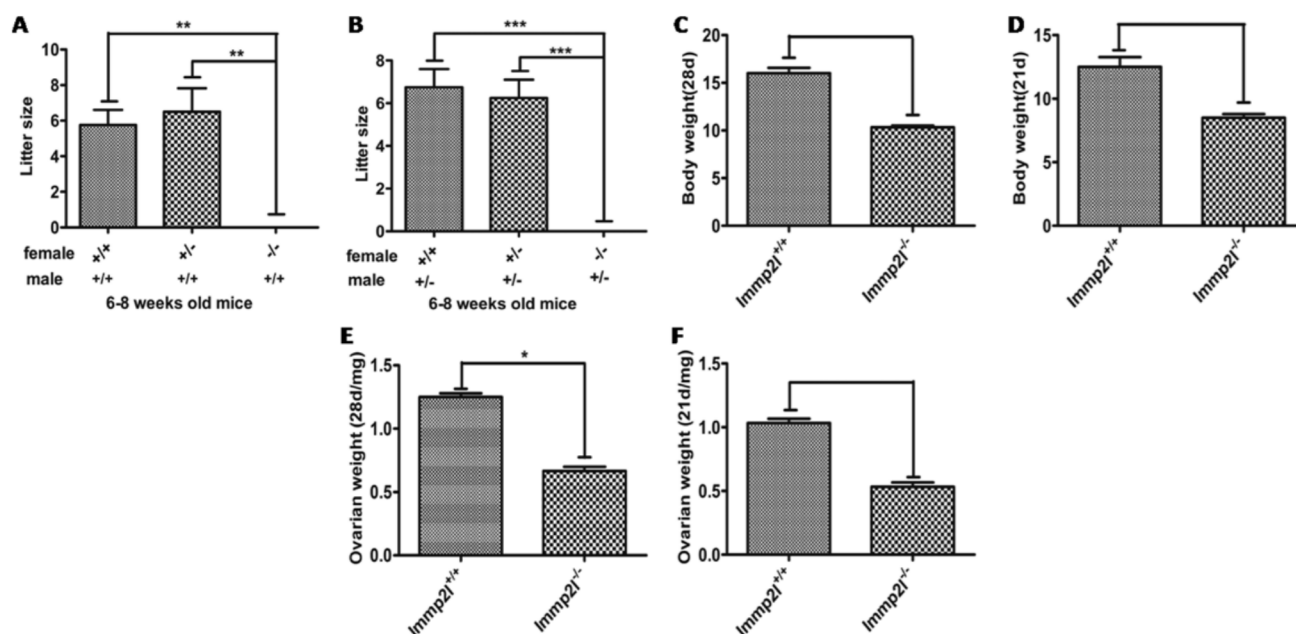 A
**
**
10
8
6
4
2
0
Litter size
female +/+ +/- -/-
male +/+ +/+ +/+
6-8 weeks old mice
B
***
***
8
6
4
2
0
Litter size
female +/+ +/- -/-
male +/- +/- +/-
6-8 weeks old mice
C
20
15
10
5
0
Body weight(28d)
Immp2l+/+
Immp2l-/-
D
15
10
5
0
Body weight(21d)
Immp2l+/+
Immp2l-/-
E
*
1.5
1.0
0.5
0.0
Ovarian weight (28d/mg)
Immp2l+/+
Immp2l-/-
F
1.5
1.0
0.5
0.0
Ovarian weight (21d/mg)
Immp2l+/+
Immp2l-/-